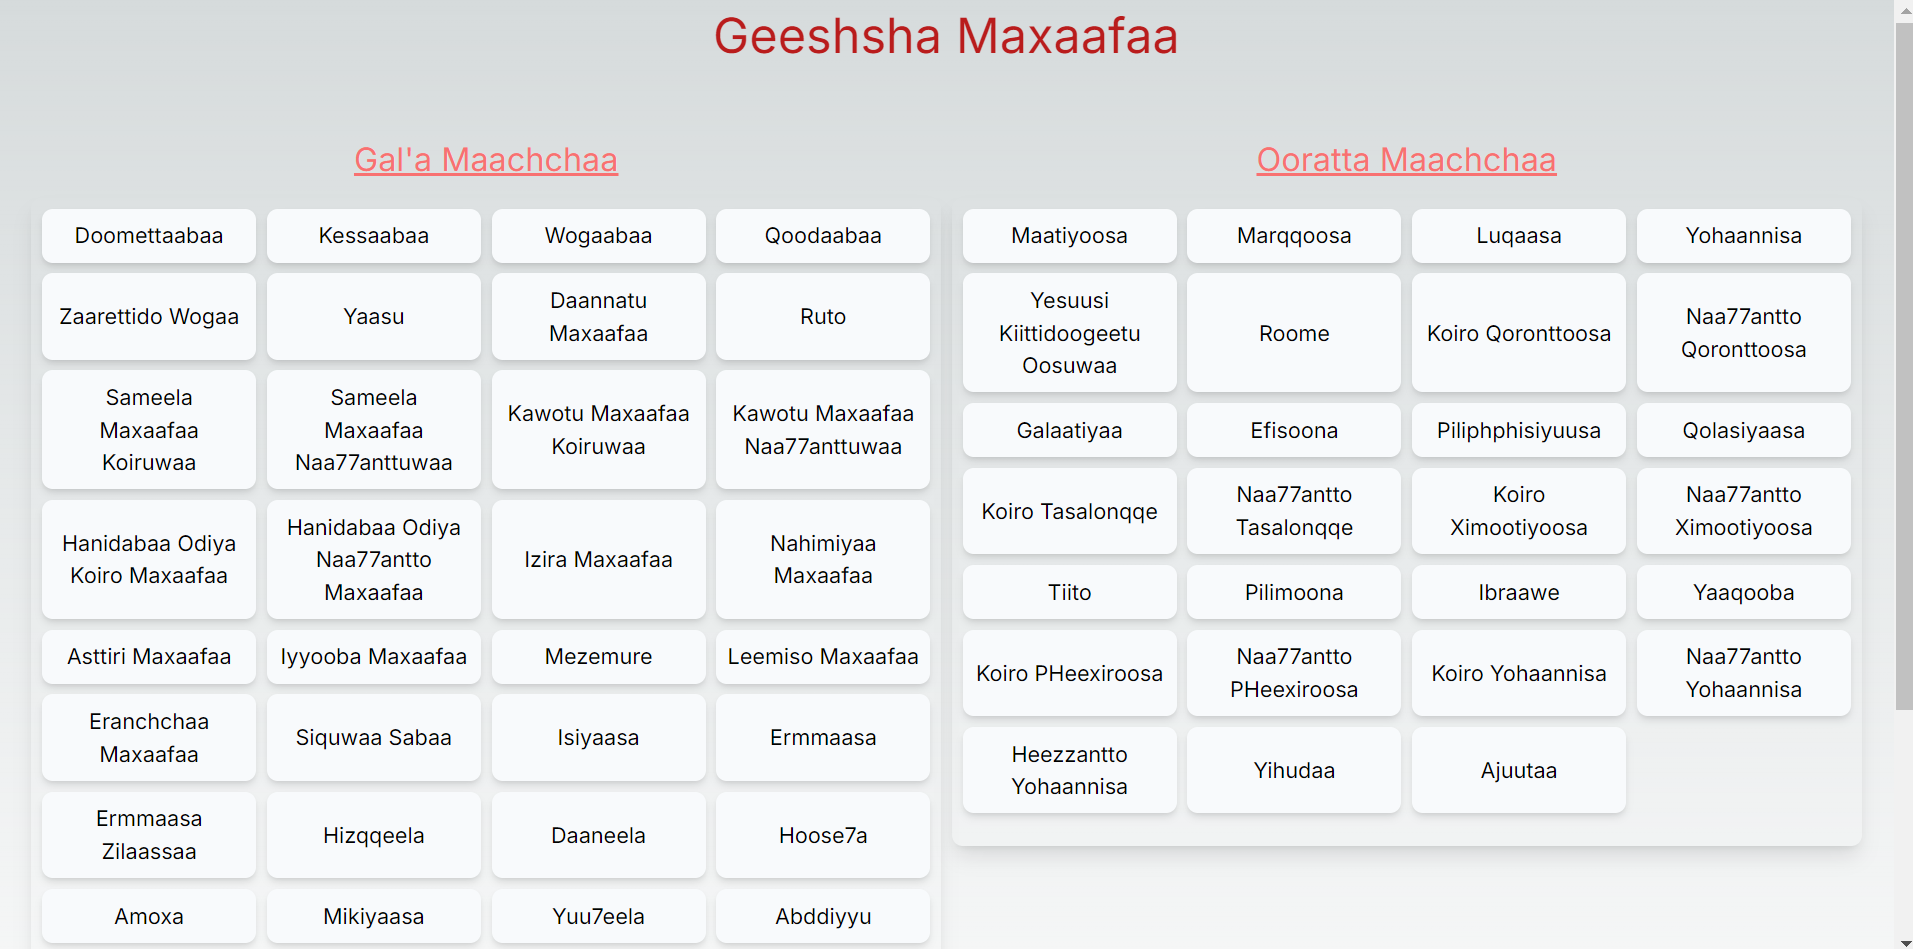 Geeshsha Maxaafaa
Gal'a Maachchaa
Doomettaabaa
Kessaabaa
Wogaabaa
Qoodaabaa
Zaarettido Wogaa
Yaasu
Daannatu
Maxaafaa
Ruto
Sameela
Maxaafaa
Koiruwaa
Sameela
Maxaafaa
Naa77anttuwaa
Kawotu Maxaafaa
Koiruwaa
Kawotu Maxaafaa
Naa77anttuwaa
Hanidabaa Odiya
Koiro Maxaafaa
Hanidabaa Odiya
Naa77antto
Maxaafaa
Izira Maxaafaa
Nahimiyaa
Maxaafaa
Asttiri Maxaafaa
Iyyooba Maxaafaa
Mezemure
Leemiso Maxaafaa
Eranchchaa
Maxaafaa
Siquwaa Sabaa
Isiyaasa
Ermmaasa
Ermmaasa
Zilaassaa
Hizqqeela
Daaneela
Hoose7a
Amoxa
Mikiyaasa
Yuu7eela
Abddiyyu
Ooratta Maachchaa
Maatiyoosa
Marqqoosa
Luqaasa
Yohaannisa
Yesuusi
Kiittidoogeetu
Oosuwaa
Roome
Koiro Qoronttoosa
Naa77antto
Qoronttoosa
Galaatiyaa
Efisoona
Piliphphisiyuusa
Qolasiyaasa
Koiro Tasalonqqe
Naa77antto
Tasalonqqe
Koiro
Ximootiyoosa
Naa77antto
Ximootiyoosa
Tiito
Pilimoona
Ibraawe
Yaaqooba
Koiro PHeexiroosa
Naa77antto
PHeexiroosa
Koiro Yohaannisa
Naa77antto
Yohaannisa
Heezzantto
Yohaannisa
Yihudaa
Ajuutaa